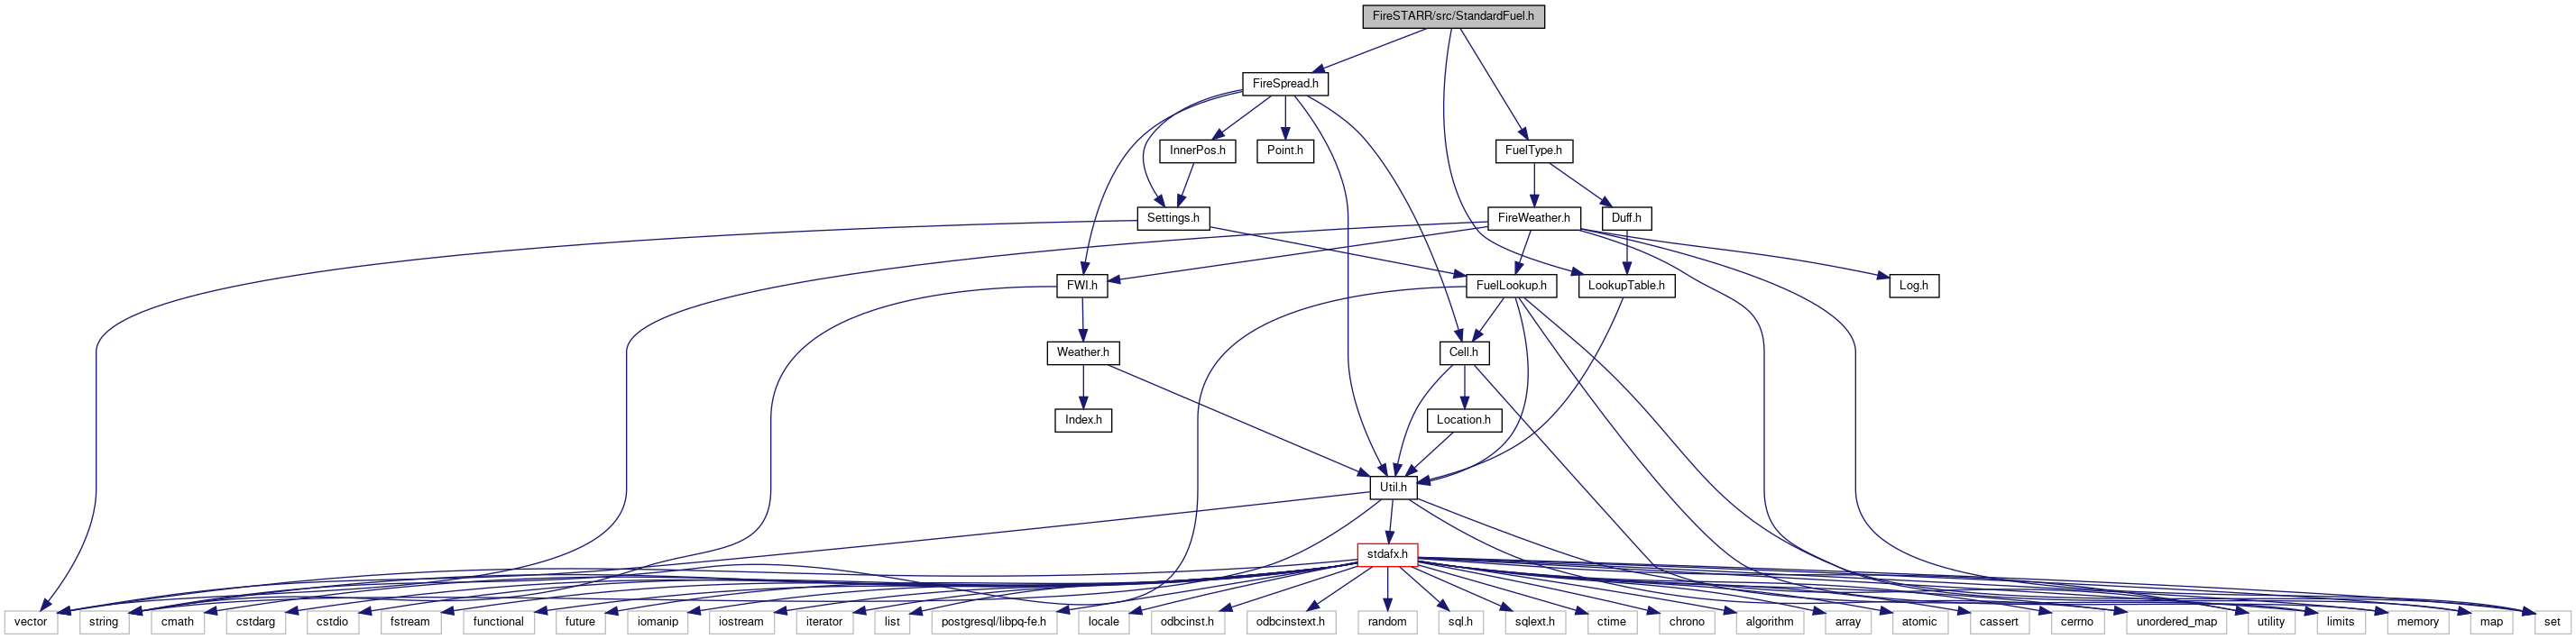 FireSTARR/src/StandardFuel.h
FireSpread.h
InnerPos.h
Point.h
FuelType.h
Settings.h
FireWeather.h
Duff.h
FWI.h
FuelLookup.h
LookupTable.h
Log.h
Weather.h
Cell.h
Index.h
Location.h
Util.h
stdafx.h
vector
string
cmath
cstdarg
cstdio
fstream
functional
future
iomanip
iostream
iterator
list
postgresql/libpq-fe.h
locale
odbcinst.h
odbcinstext.h
random
sql.h
sqlext.h
ctime
chrono
algorithm
array
atomic
cassert
cerrno
unordered_map
utility
limits
memory
map
set